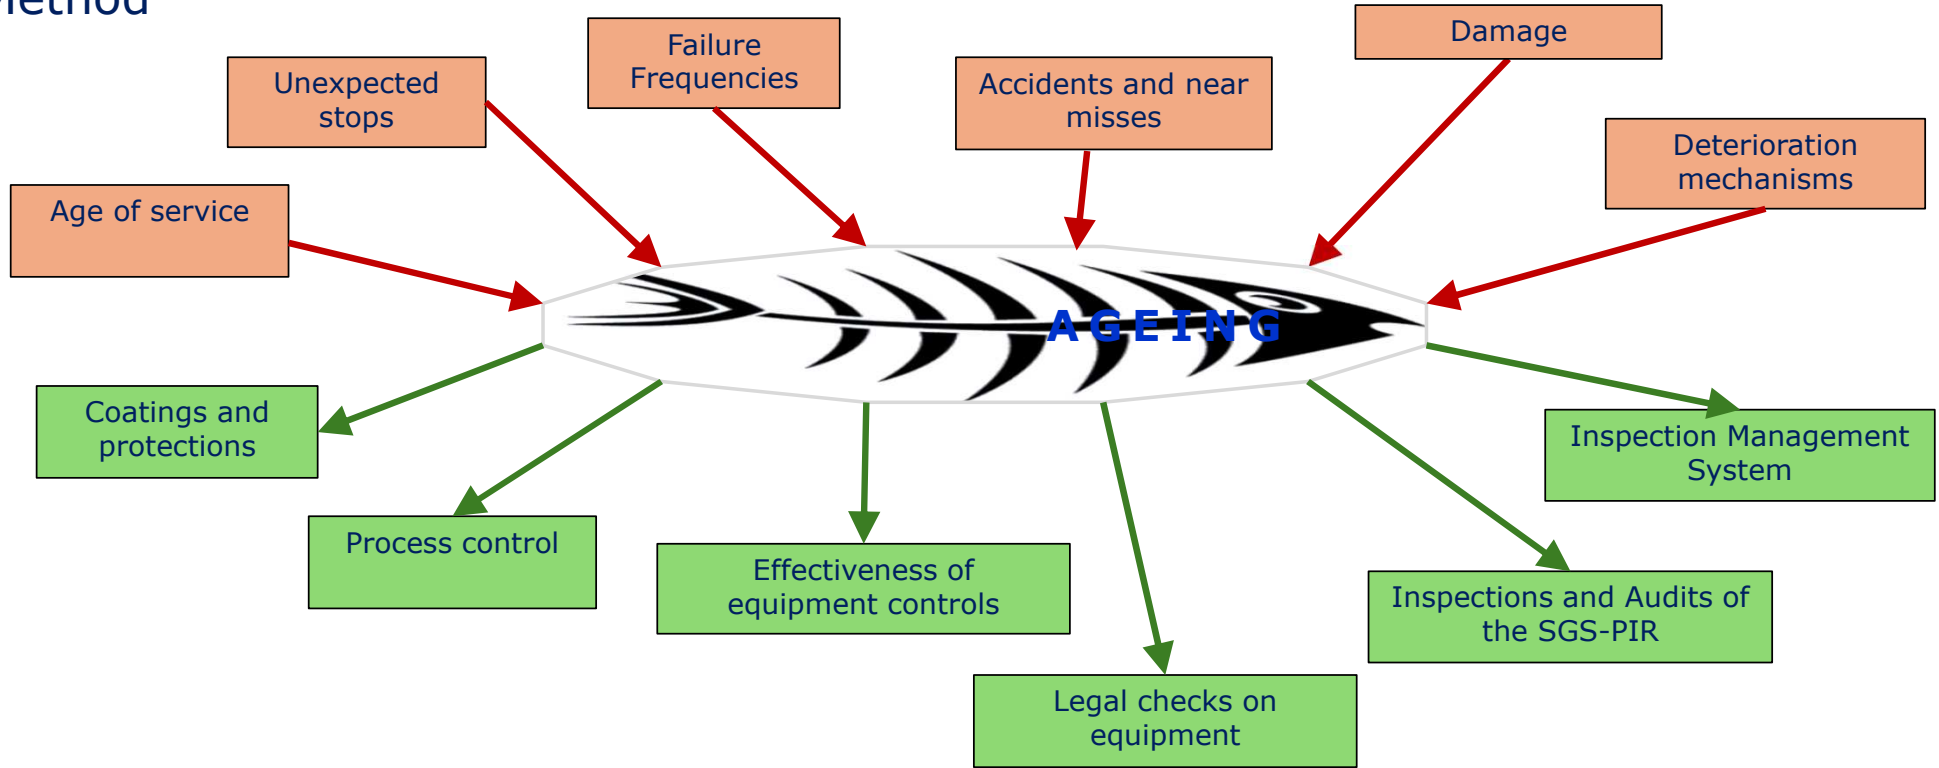 Method
Damage
Failure
Frequencies
Unexpected
stops
Accidents and near
misses
Deterioration
mechanisms
Age of service
AGEING
Coatings and
protections
Inspection Management
System
Process control
Effectiveness of
equipment controls
Inspections and Audits of
the SGS-PIR
Legal checks on
equipment